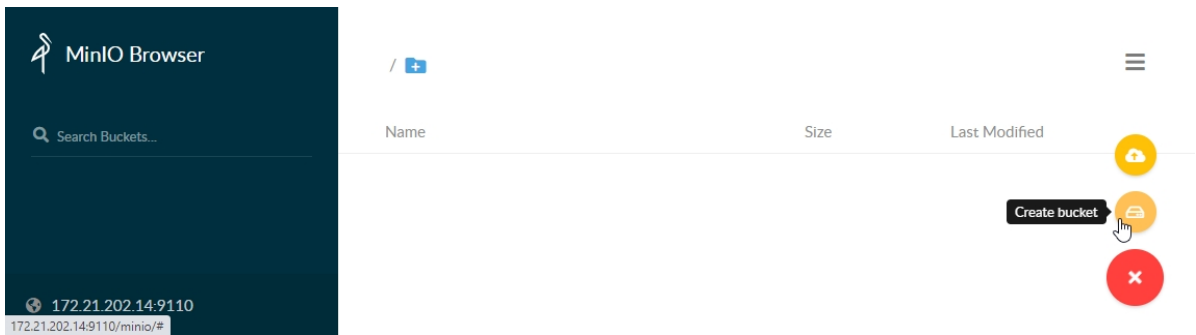 MinIO Browser
/
Search Buckets...
Name Size Last Modified
Create bucket
172.21.202.14:9110
172.21.202.14:9110/minio/#